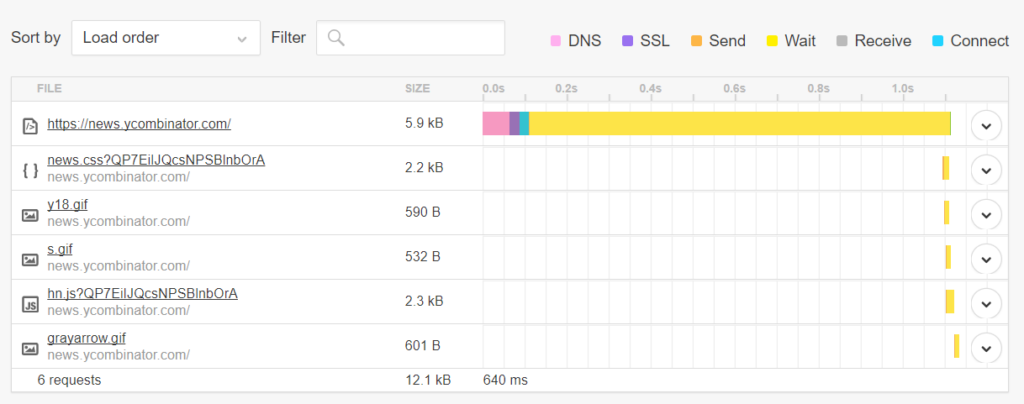 Sort by Load order Filter DNS SSL Send Wait Receive Connect
FILE SIZE 0.0s 0.2s 0.4s 0.6s 0.8s 1.0s
https://news.ycombinator.com/ 5.9 kB
news.css?QP7EilJQcsNPSBlnbOrA 2.2 kB
news.ycombinator.com/
y18.gif 590 B
news.ycombinator.com/
s.gif 532 B
news.ycombinator.com/
JS hn.js?QP7EilJQcsNPSBlnbOrA 2.3 kB
news.ycombinator.com/
grayarrow.gif 601 B
news.ycombinator.com/
6 requests 12.1 kB 640 ms